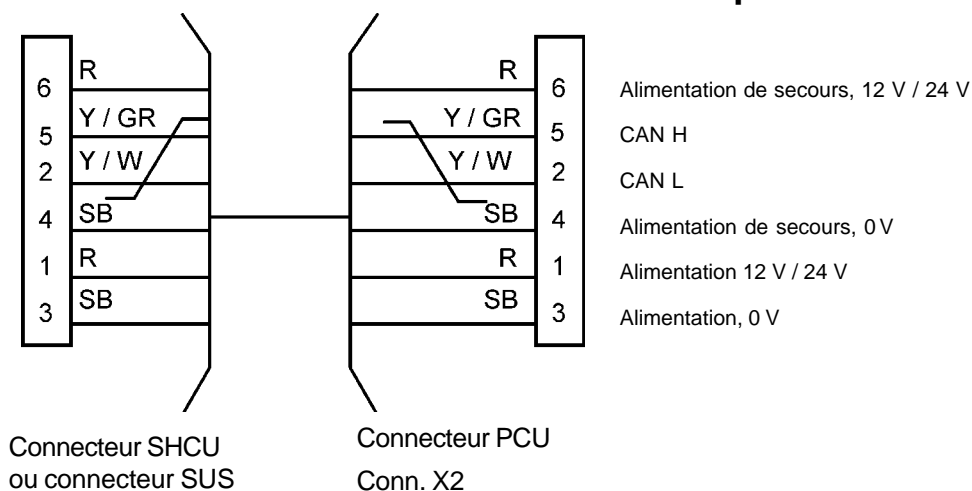 6 R R 6 Alimentation de secours, 12 V / 24 V
5 Y / GR Y / GR 5 CAN H
2 Y / W Y / W 2 CAN L
4 SB SB 4 Alimentation de secours, 0 V
1 R R 1 Alimentation 12 V / 24 V
3 SB SB 3 Alimentation, 0 V
Connecteur SHCU
ou connecteur SUS
Connecteur PCU
Conn. X2